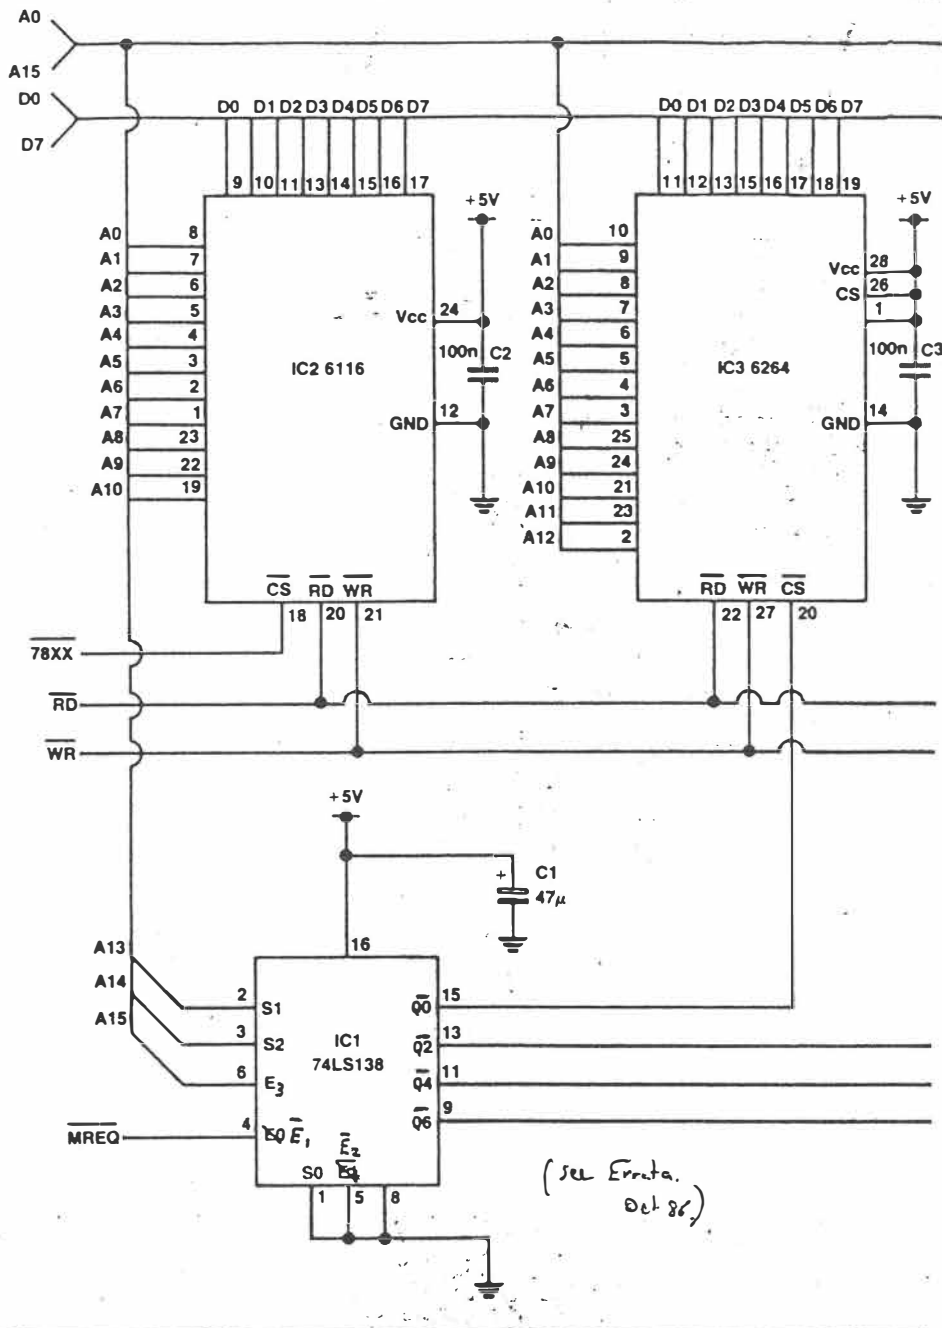 A0
A15
D0
D7
D0 D1 D2 D3 D4 D5 D6 D7
9 10 11 13 14 15 16 17
A0 8
A1 7
A2 6
A3 5
A4 4
A5 3
A6 2
A7 1
A8 23
A9 22
A10 19
IC2 6116
Vcc 24
GND 12
+5V
100n C2
CS RD WR
18 20 21
D0 D1 D2 D3 D4 D5 D6 D7
11 12 13 15 16 17 18 19
A0 10
A1 9
A2 8
A3 7
A4 6
A5 5
A6 4
A7 3
A8 25
A9 24
A10 21
A11 23
A12 2
IC3 6264
+5V
Vcc 28
CS 26
1
100n C3
GND 14
RD WR CS
22 27 20
78XX
RD
WR
+5V
C1
+
47μ
16
A13
A14
A15
2 S1
3 S2
6 E3
MREQ 4 E0 E1
IC1
74LS138
Q0 15
Q2 13
Q4 11
Q6 9
E2
S0
1 5 8
(see Errata.
Oct 86.)